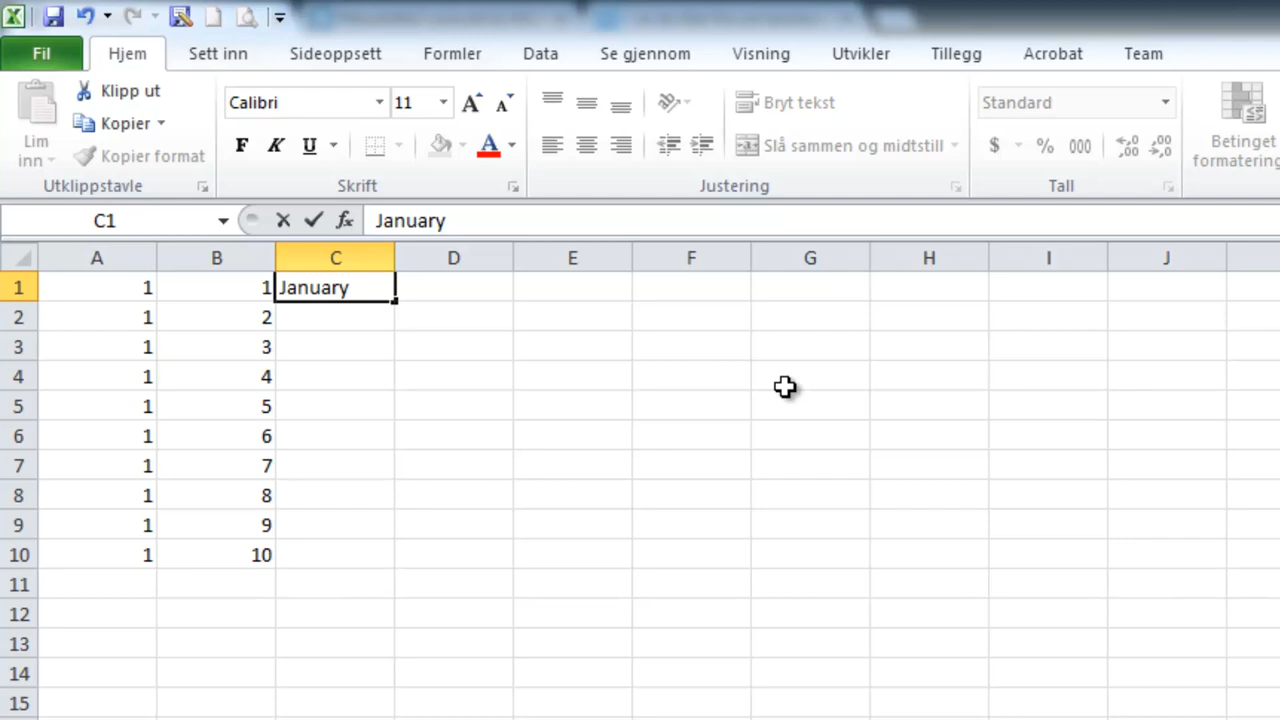 Fil Hjem Sett inn Sideoppsett Formler Data Se gjennom Visning Utvikler Tillegg Acrobat Team
Klipp ut
Kopier
Kopier format
Lim
inn
Utklippstavle
Calibri 11
F K U A
Skrift
Bryt tekst
Slå sammen og midtstill
Justering
Standard
$ % 000 ,00 ,00
Tall
Betinget
formatering
C1 fx January
A B C D E F G H I J
1 1 1 January
2 1 2
3 1 3
4 1 4
5 1 5
6 1 6
7 1 7
8 1 8
9 1 9
10 1 10
11
12
13
14
15